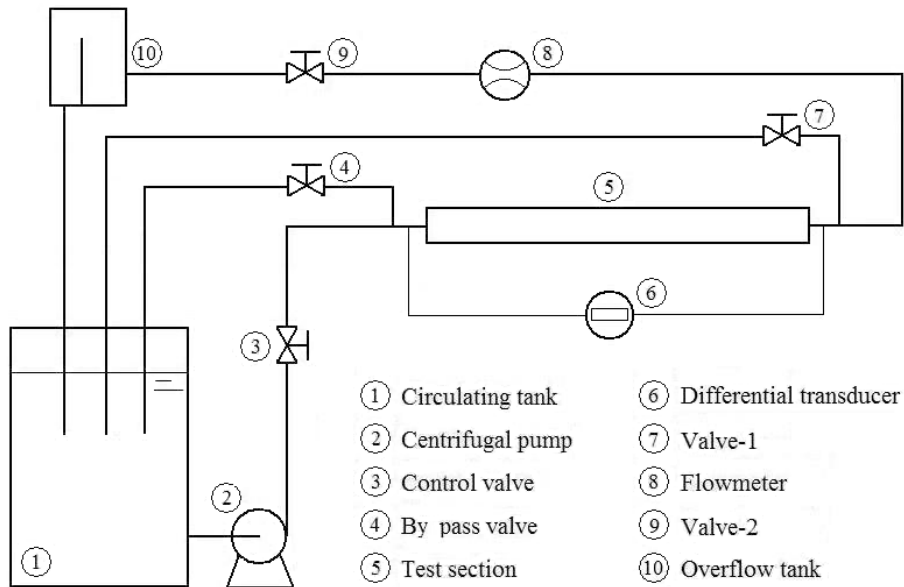 10
9
8
7
4
5
6
3
2
1
1 Circulating tank
2 Centrifugal pump
3 Control valve
4 By pass valve
5 Test section
6 Differential transducer
7 Valve-1
8 Flowmeter
9 Valve-2
10 Overflow tank